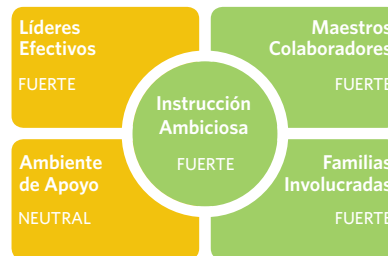 Líderes
Efectivos
FUERTE
Maestros
Colaboradores
FUERTE
Instrucción
Ambiciosa
FUERTE
Ambiente
de Apoyo
NEUTRAL
Familias
Involucradas
FUERTE